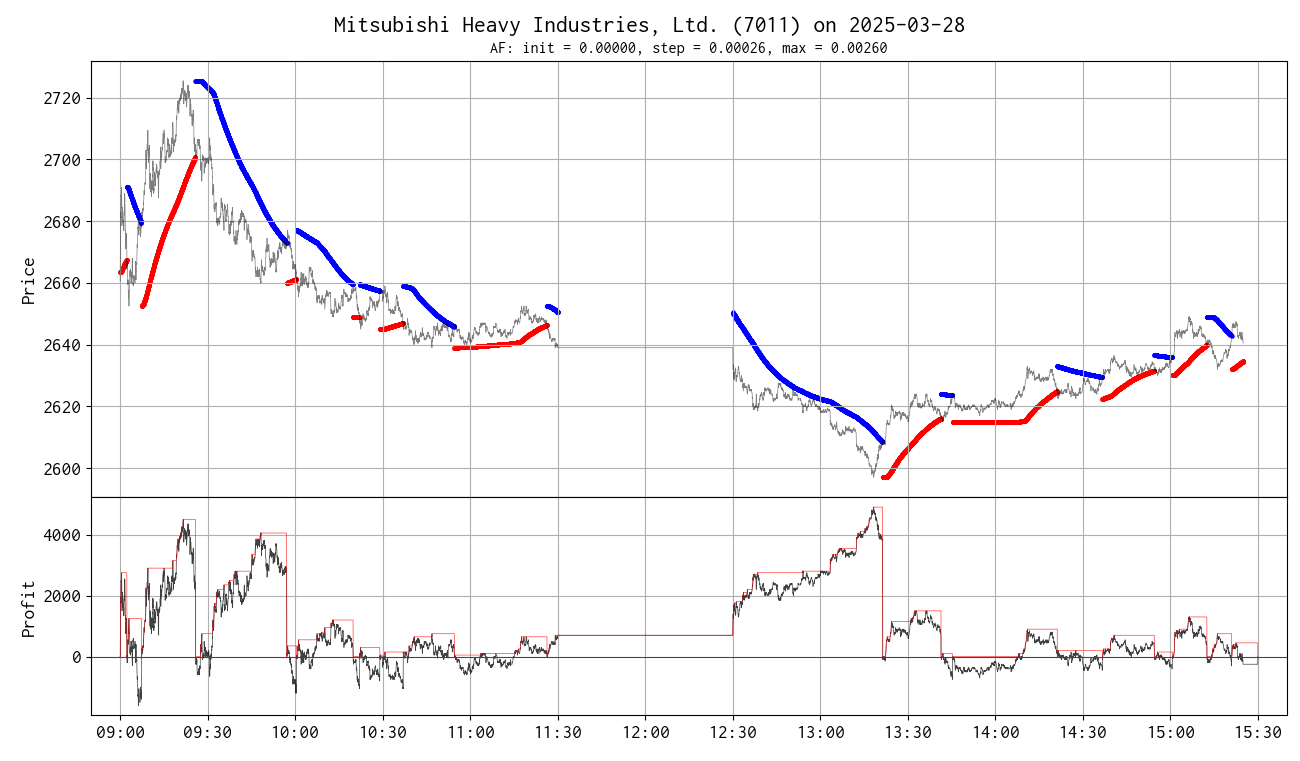 Mitsubishi Heavy Industries, Ltd. (7011) on 2025-03-28
AF: init = 0.00000, step = 0.00026, max = 0.00260
Price
2720
2700
2680
2660
2640
2620
2600
Profit
4000
2000
0
09:00 09:30 10:00 10:30 11:00 11:30 12:00 12:30 13:00 13:30 14:00 14:30 15:00 15:30